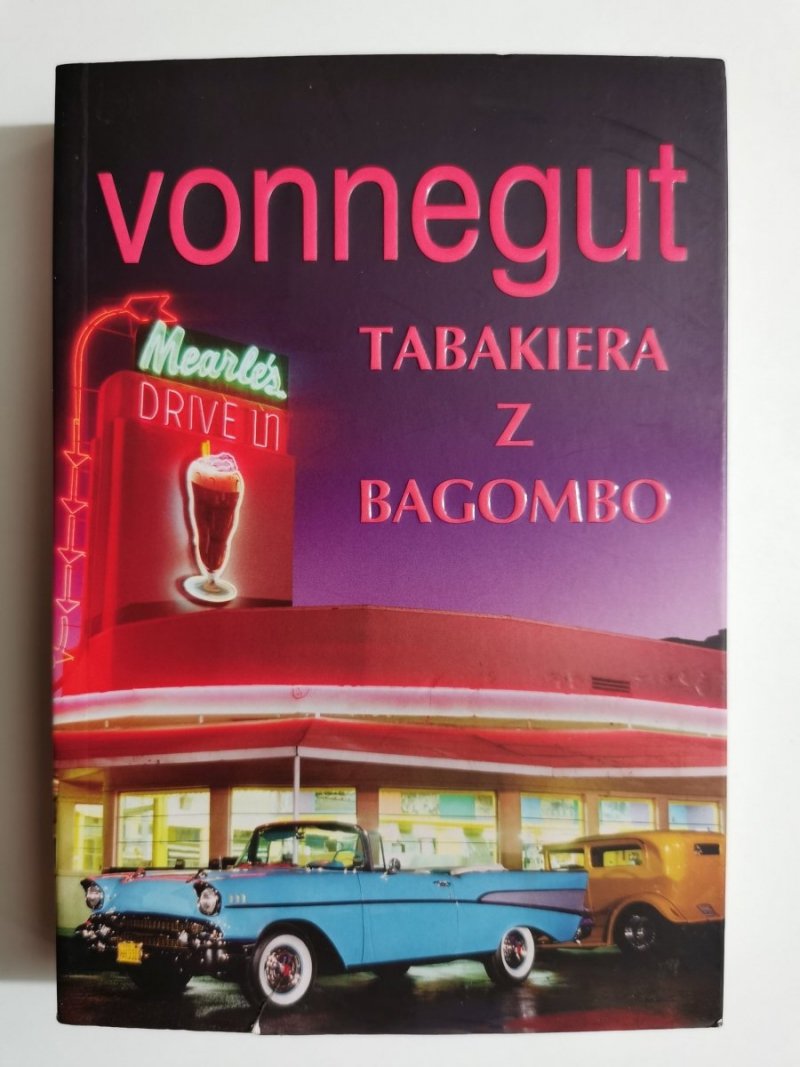 vonnegut
TABAKIERA
Z
BAGOMBO
Mearle's
DRIVE IN